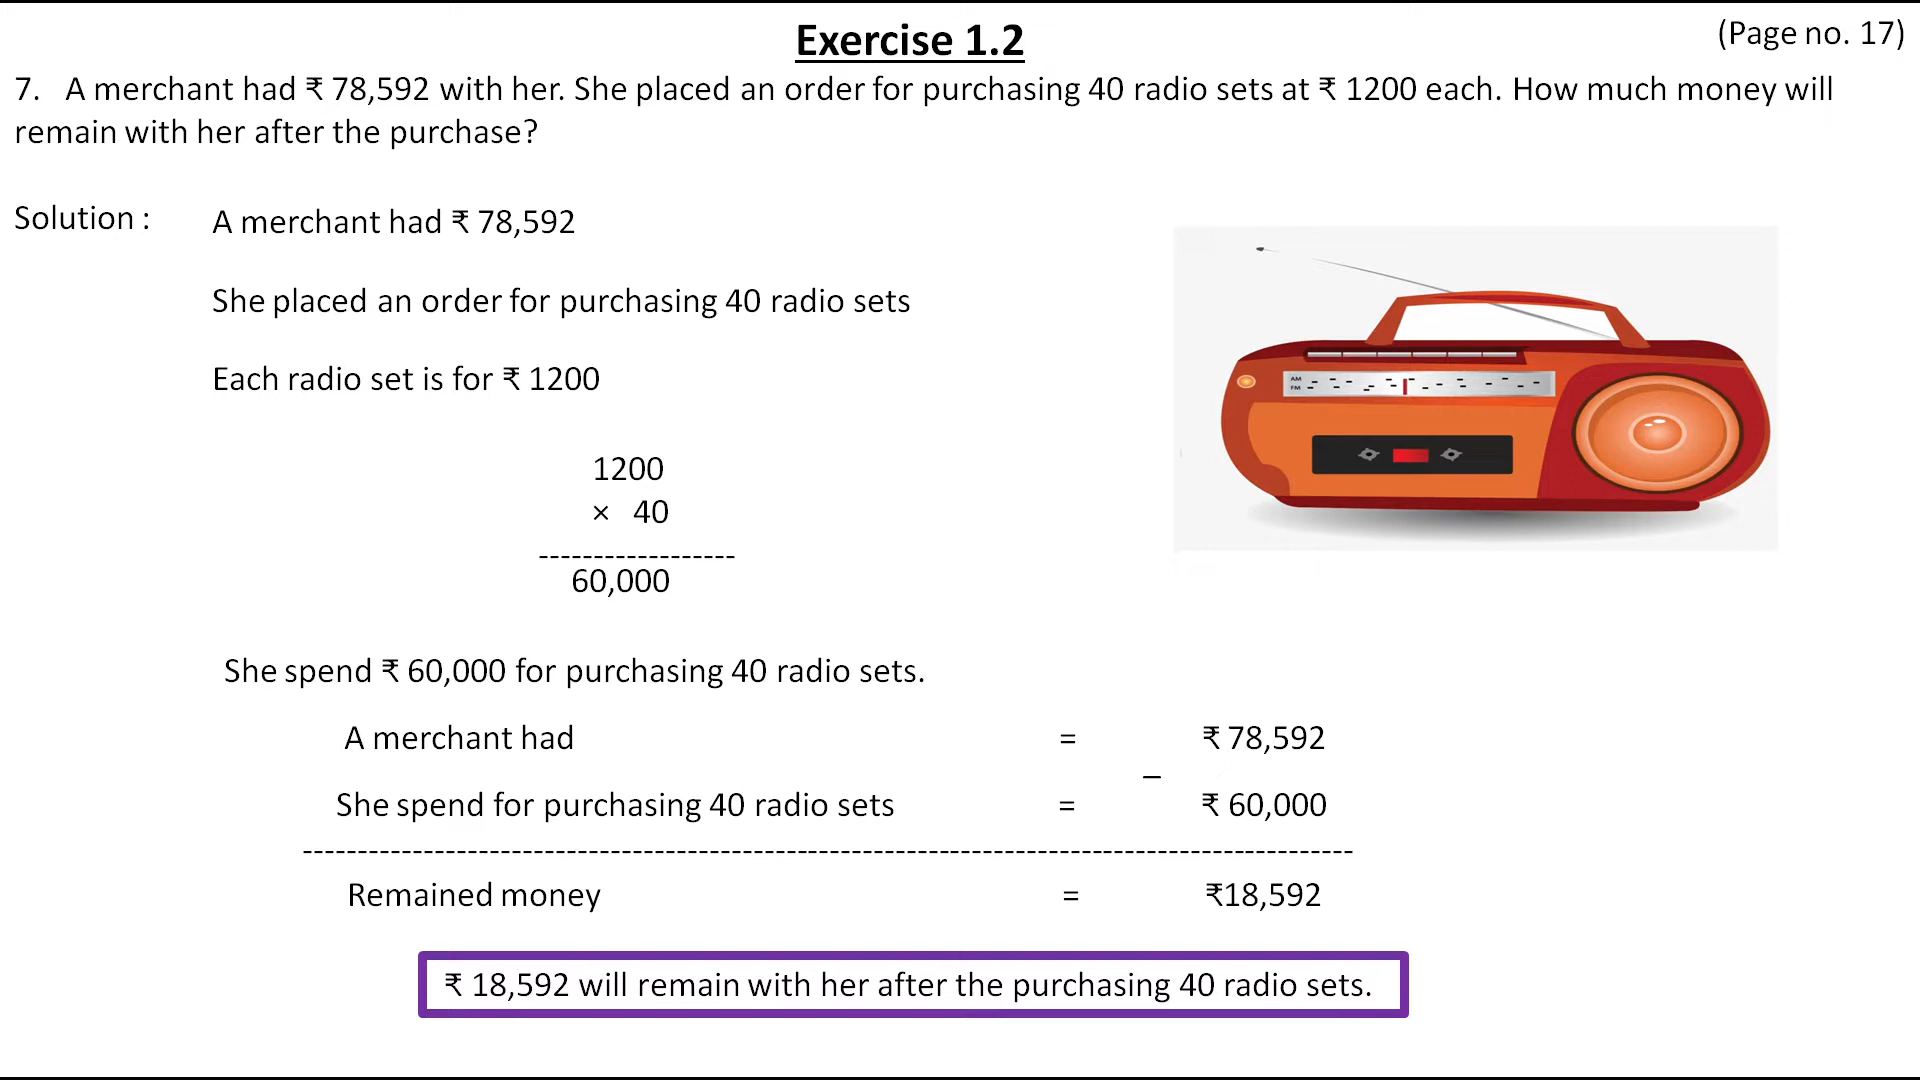 Exercise 1.2
(Page no. 17)
7. A merchant had ₹ 78,592 with her. She placed an order for purchasing 40 radio sets at ₹ 1200 each. How much money will
remain with her after the purchase?
Solution : A merchant had ₹ 78,592
She placed an order for purchasing 40 radio sets
Each radio set is for ₹ 1200
AM
FM
1200
× 40
------------------
60,000
She spend ₹ 60,000 for purchasing 40 radio sets.
A merchant had = ₹ 78,592
–
She spend for purchasing 40 radio sets = ₹ 60,000
------------------------------------------------------------------------------------------------
Remained money = ₹18,592
₹ 18,592 will remain with her after the purchasing 40 radio sets.